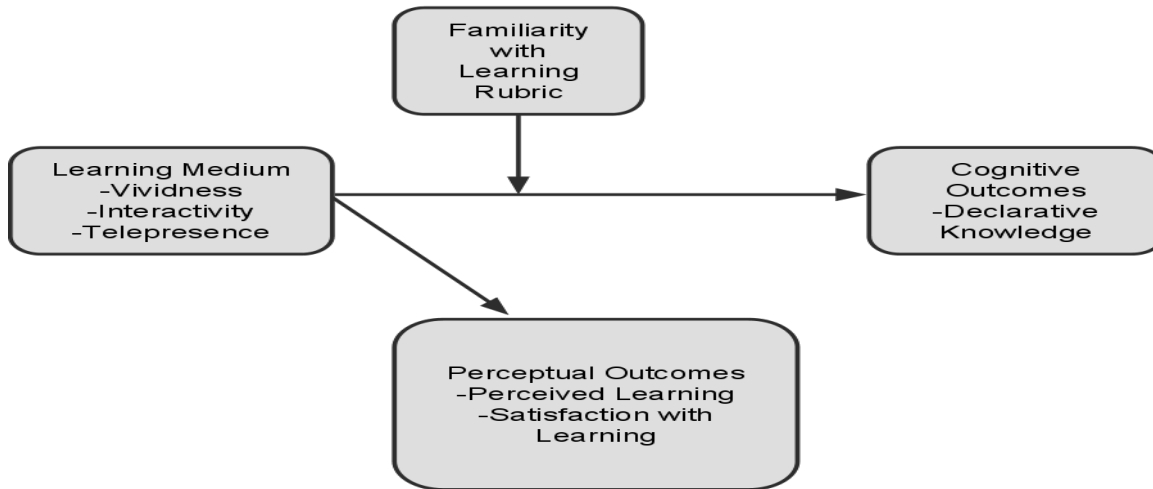 Familiarity
with
Learning
Rubric
Learning Medium
-Vividness
-Interactivity
-Telepresence
Cognitive
Outcomes
-Declarative
Knowledge
Perceptual Outcomes
-Perceived Learning
-Satisfaction with
Learning